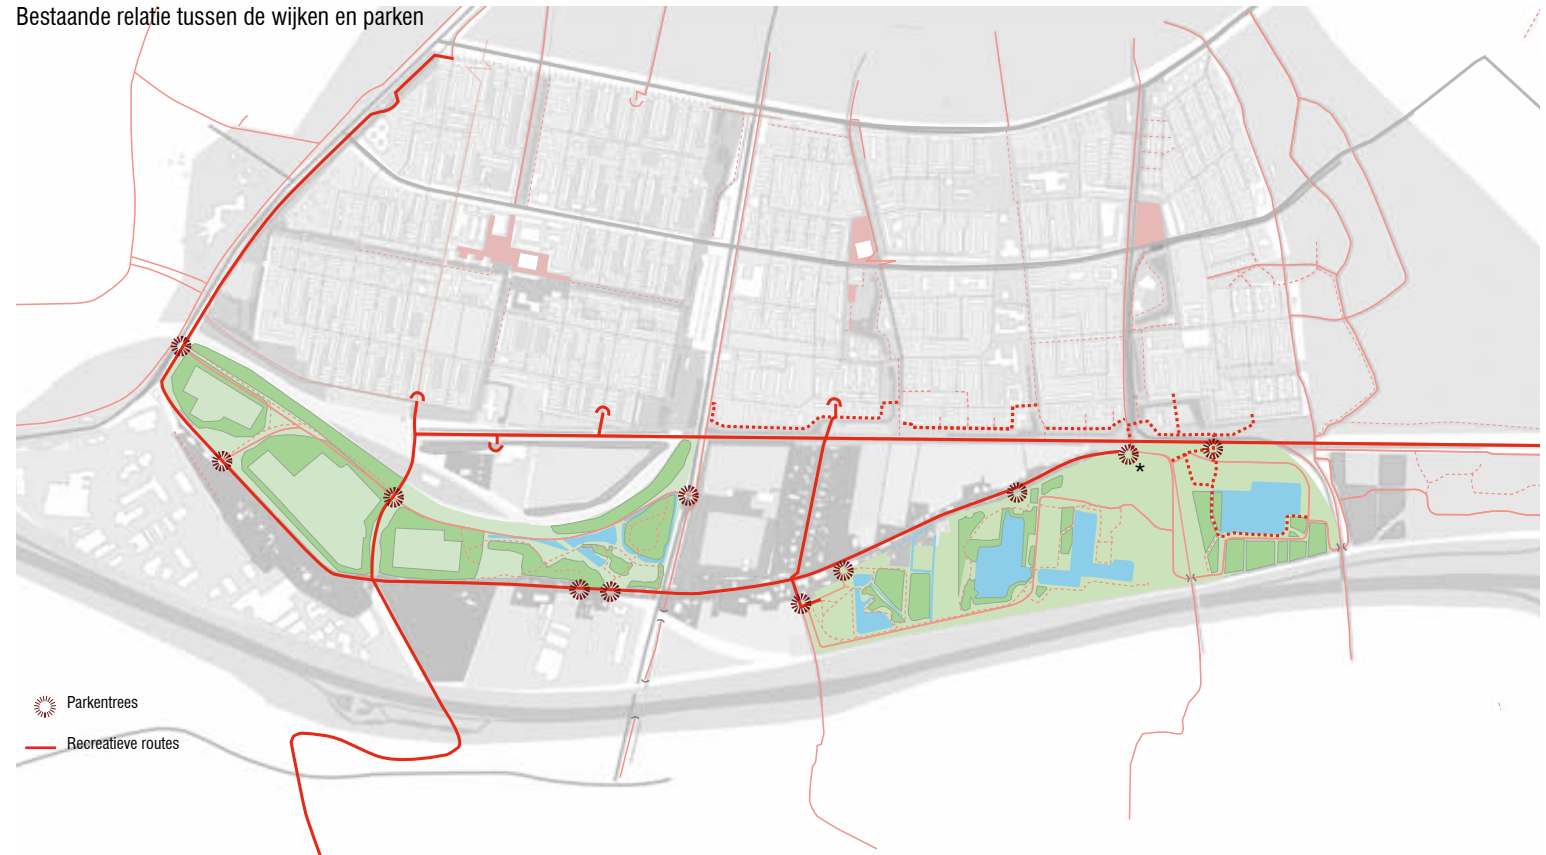 Bestaande relatie tussen de wijken en parken
*
Parkentrees
Recreatieve routes